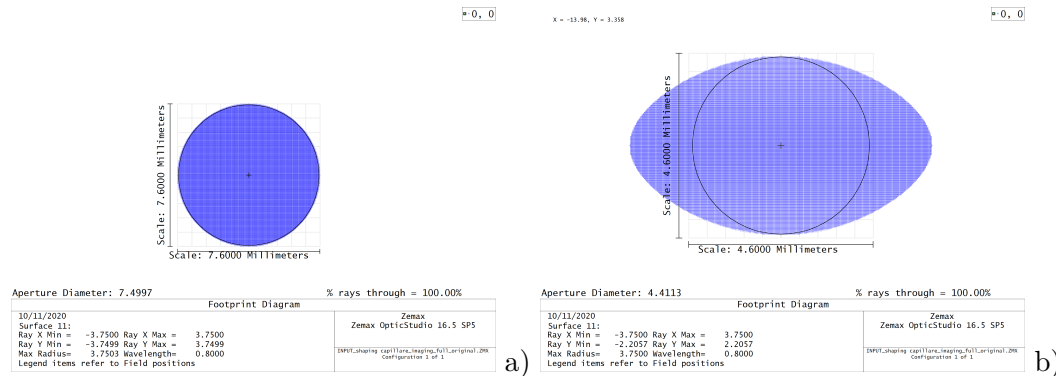 0, 0
Scale: 7.6000 Millimeters
Scale: 7.6000 Millimeters
Aperture Diameter: 7.4997 % rays through = 100.00%
Footprint Diagram
10/11/2020
Surface 11:
Ray X Min = -3.7500 Ray X Max = 3.7500
Ray Y Min = -3.7499 Ray Y Max = 3.7499
Max Radius= 3.7503 Wavelength= 0.8000
Legend items refer to Field positions
Zemax
Zemax OpticStudio 16.5 SP5
INPUT_shaping capillare_imaging_full_original.ZMX
Configuration 1 of 1
a)
X = -13.98, Y = 3.358
0, 0
Scale: 4.6000 Millimeters
Scale: 4.6000 Millimeters
Aperture Diameter: 4.4113 % rays through = 100.00%
Footprint Diagram
10/11/2020
Surface 11:
Ray X Min = -3.7500 Ray X Max = 3.7500
Ray Y Min = -2.2057 Ray Y Max = 2.2057
Max Radius= 3.7500 Wavelength= 0.8000
Legend items refer to Field positions
Zemax
Zemax OpticStudio 16.5 SP5
INPUT_shaping capillare_imaging_full_original.ZMX
Configuration 1 of 1
b)